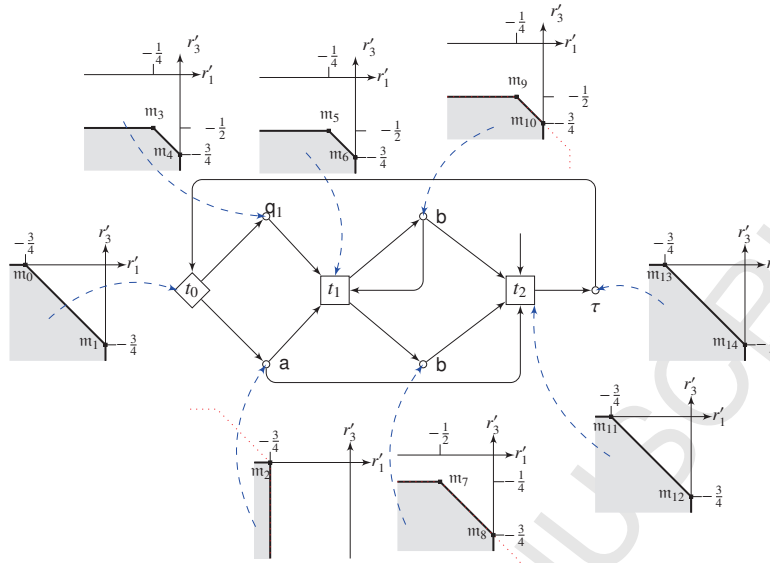 −1/4 r′3
r′1
m3
m4
−1/2
−3/4
−1/4 r′3
r′1
m5
m6
−1/2
−3/4
−1/4 r′3
r′1
m9
m10
−1/2
−3/4
q1
b
−3/4 r′3
r′1
m0
m1
−3/4
t0
t1
t2
τ
a
b
−3/4 r′3
m13
m14
−3/4 r′3
r′1
m2
−1/2 r′3
r′1
m7
m8
−1/4
−3/4
−3/4 r′3
r′1
m11
m12
−3/4
USCRI